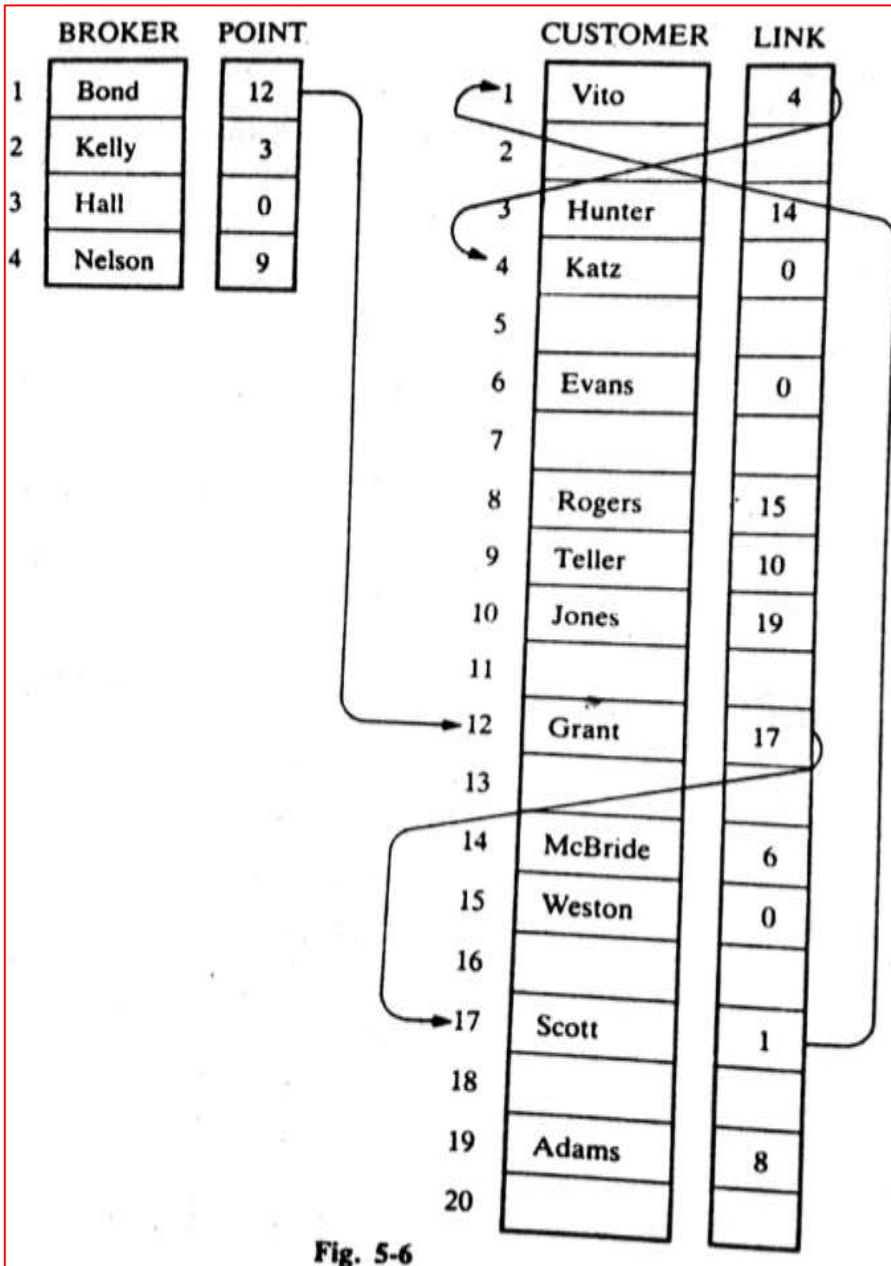 BROKER POINT CUSTOMER LINK
1 Bond 12 1 Vito 4
2 Kelly 3 2
3 Hall 0 3 Hunter 14
4 Nelson 9 4 Katz 0
5
6 Evans 0
7
8 Rogers 15
9 Teller 10
10 Jones 19
11
12 Grant 17
13
14 McBride 6
15 Weston 0
16
17 Scott 1
18
19 Adams 8
20
Fig. 5-6